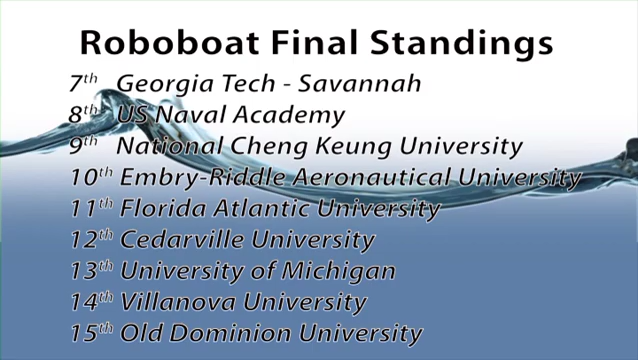 Roboboat Final Standings
7th Georgia Tech - Savannah
8th US Naval Academy
9th National Cheng Keung University
10th Embry-Riddle Aeronautical University
11th Florida Atlantic University
12th Cedarville University
13th University of Michigan
14th Villanova University
15th Old Dominion University